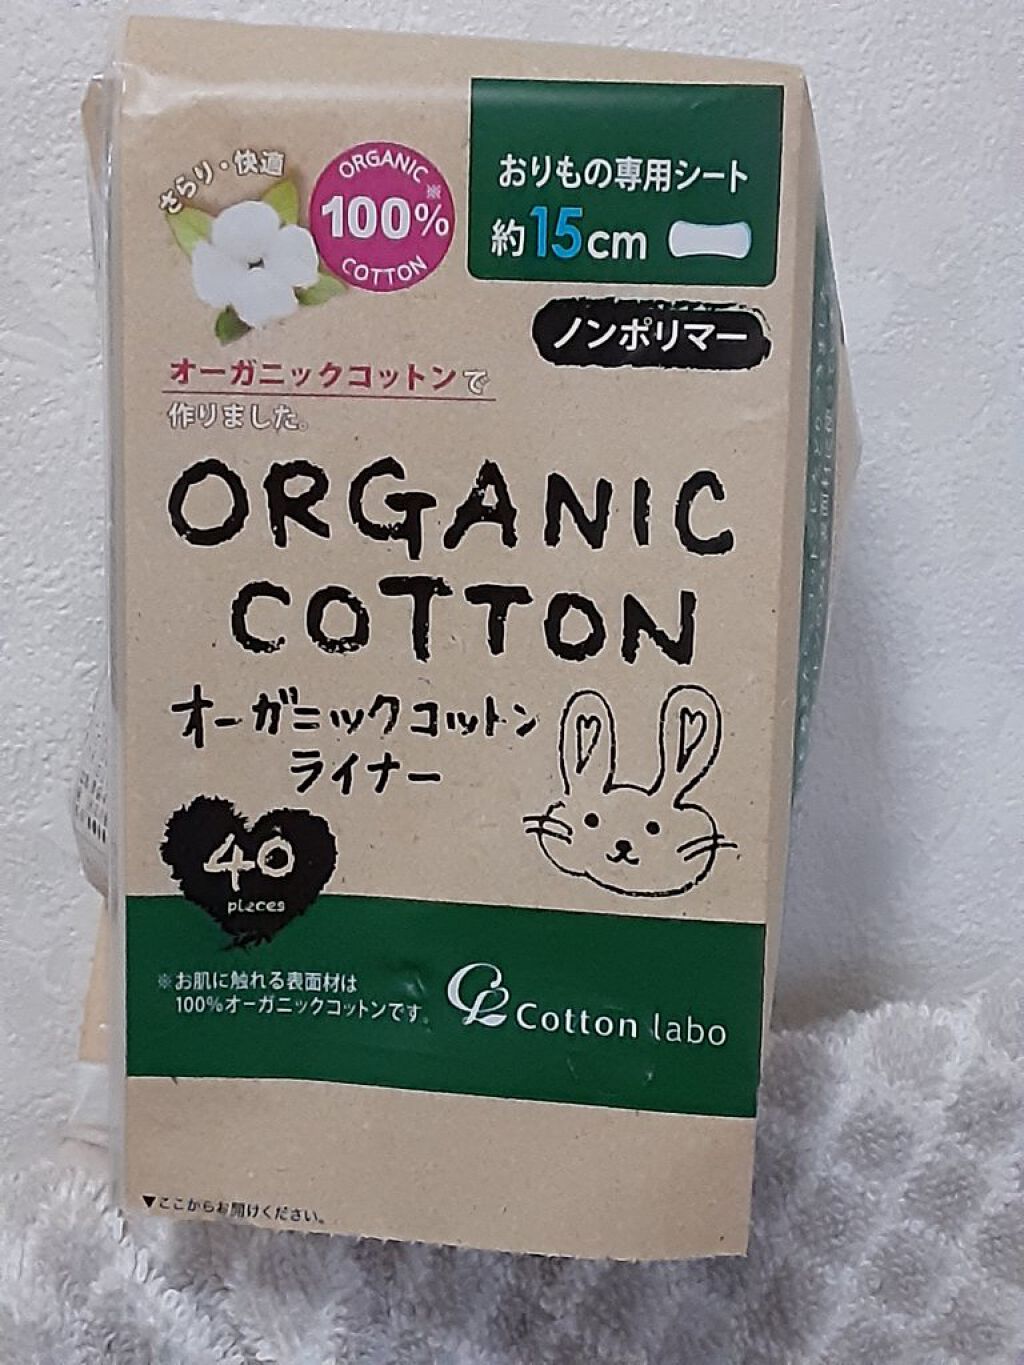 さらり・快適
ORGANIC※
100%
COTTON
おりもの専用シート
約15cm
ノンポリマー
オーガニックコットンで
作りました。
ORGANIC
COTTON
オーガニックコットン
ライナー
40
pieces
※お肌に触れる表面材は
100%オーガニックコットンです。
Cotton labo
▼ここからお開けください。